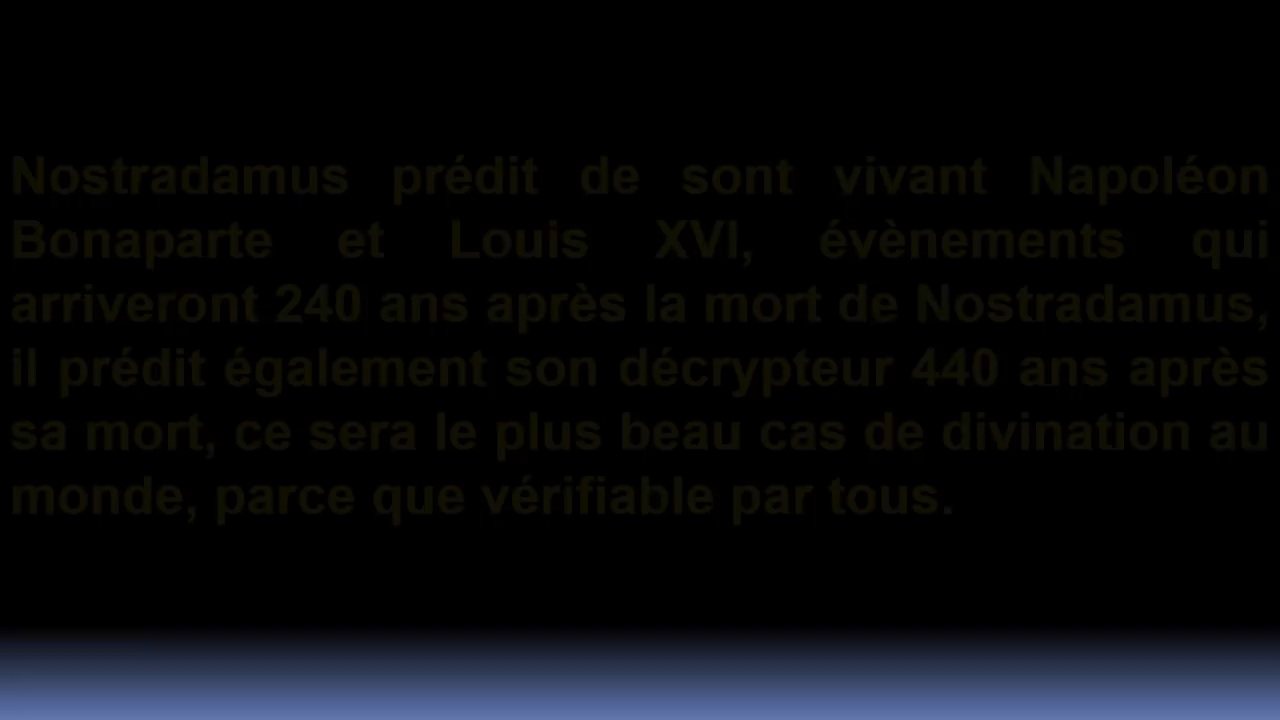 Nostradamus prédit de sont vivant Napoléon
Bonaparte et Louis XVI, évènements qui
arriveront 240 ans après la mort de Nostradamus,
il prédit également son décrypteur 440 ans après
sa mort, ce sera le plus beau cas de divination au
monde, parce que vérifiable par tous.